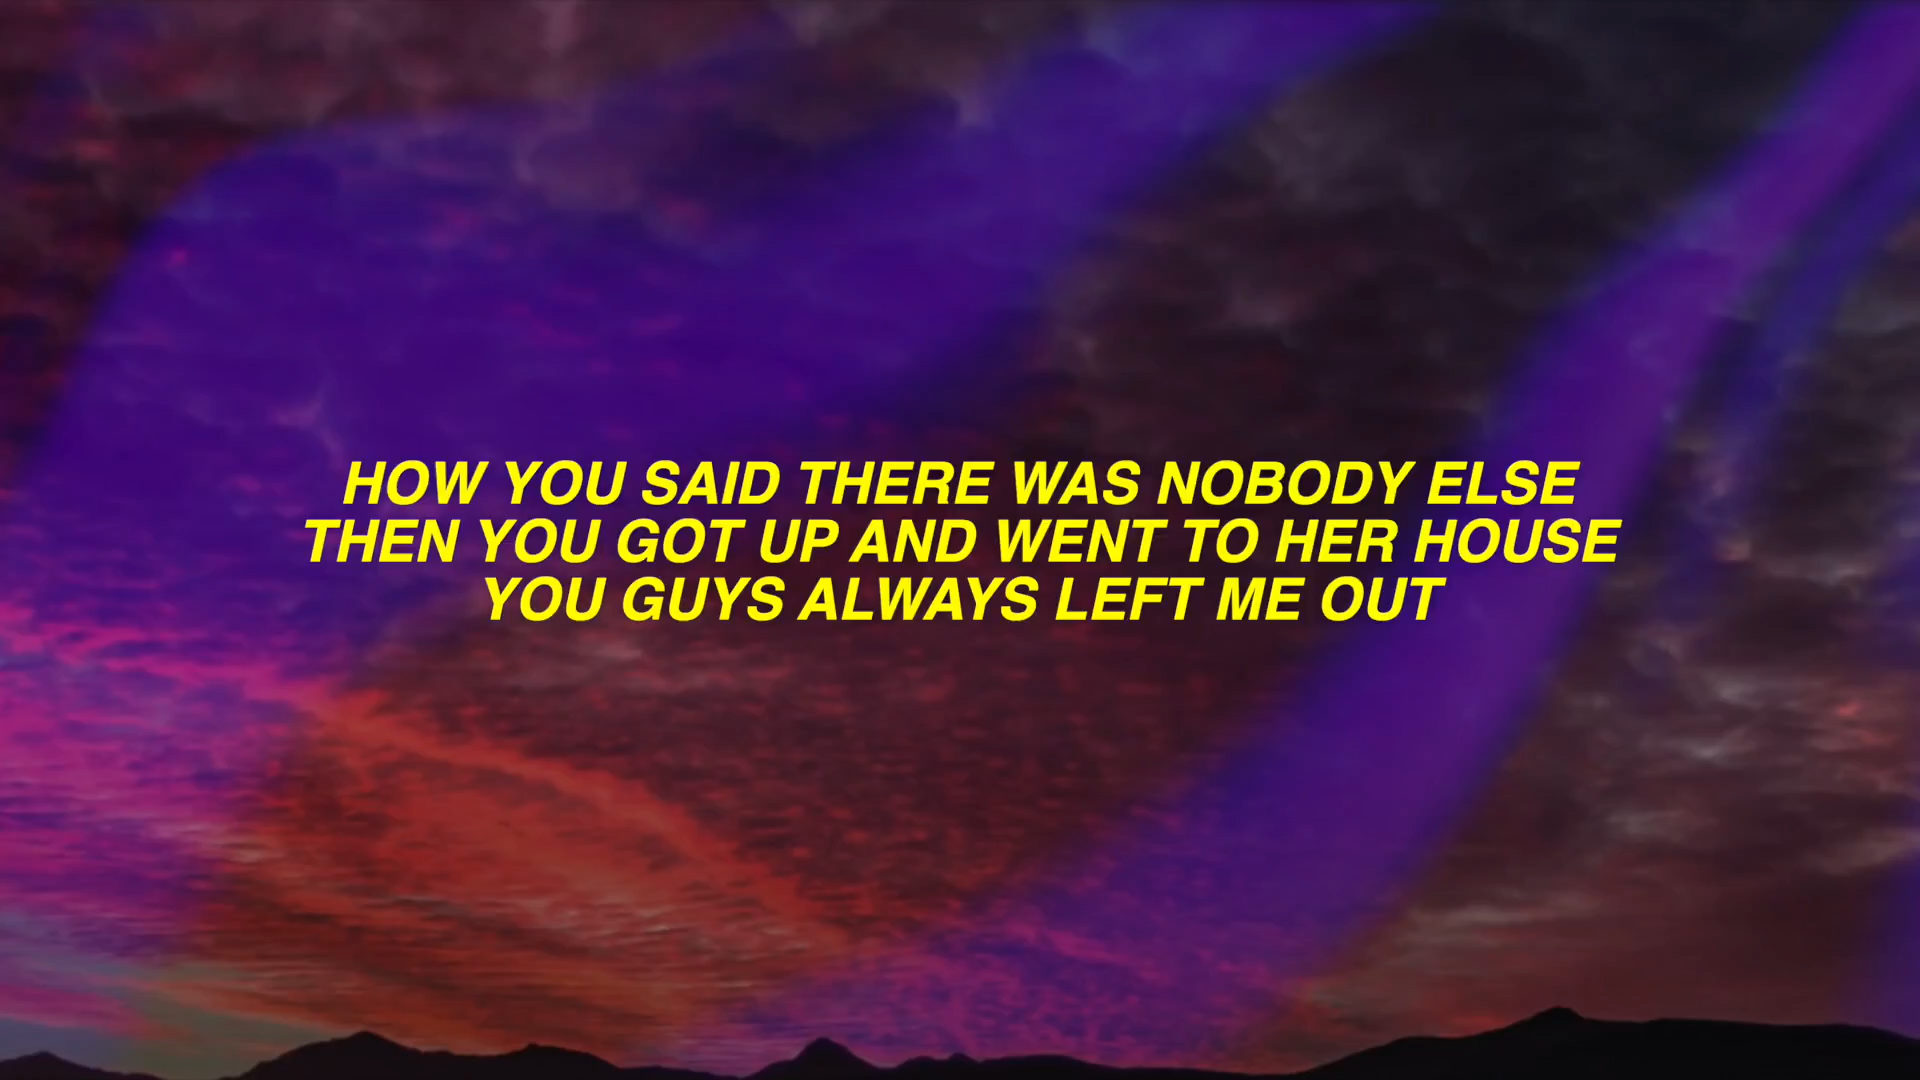 HOW YOU SAID THERE WAS NOBODY ELSE
THEN YOU GOT UP AND WENT TO HER HOUSE
YOU GUYS ALWAYS LEFT ME OUT